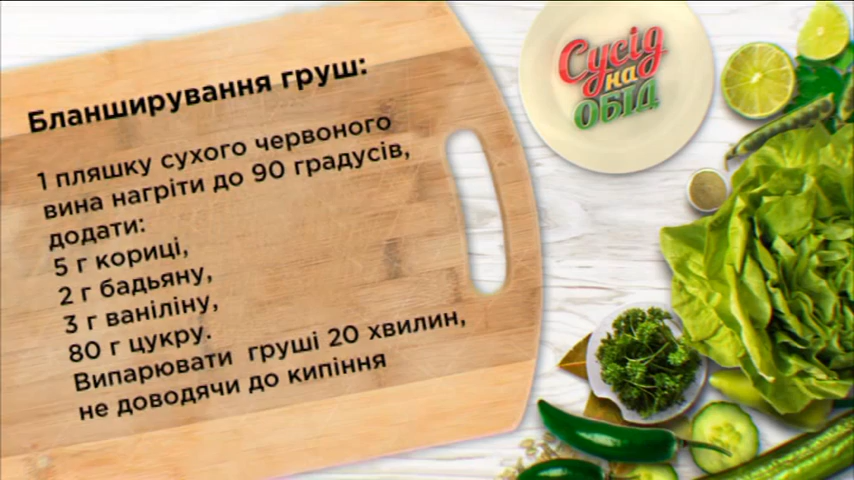 Бланширування груш:
1 пляшку сухого червоного
вина нагріти до 90 градусів,
додати:
5 г кориці,
2 г бадьяну,
3 г ваніліну,
80 г цукру.
Випарювати груші 20 хвилин,
не доводячи до кипіння
Сусід
на
ОБІД